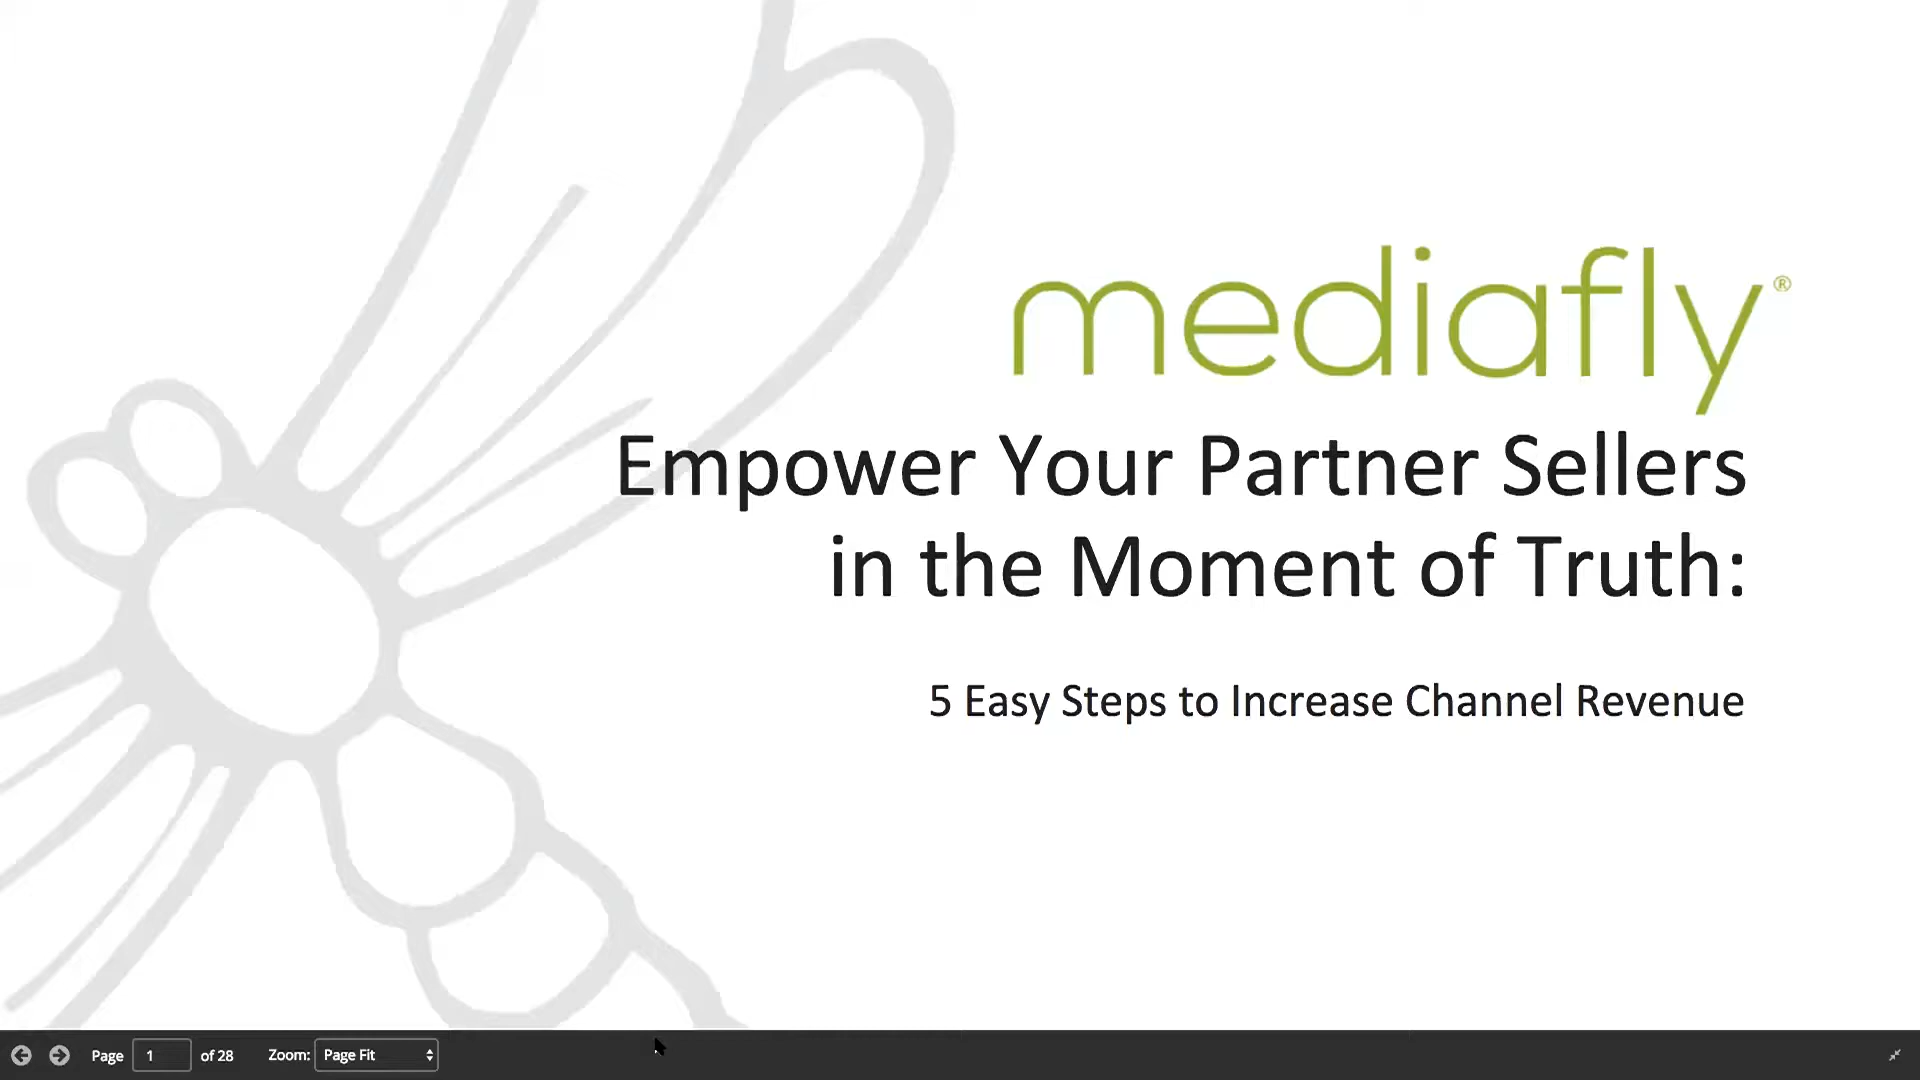 mediafly®
Empower Your Partner Sellers
in the Moment of Truth:
5 Easy Steps to Increase Channel Revenue
Page 1 of 28 Zoom: Page Fit